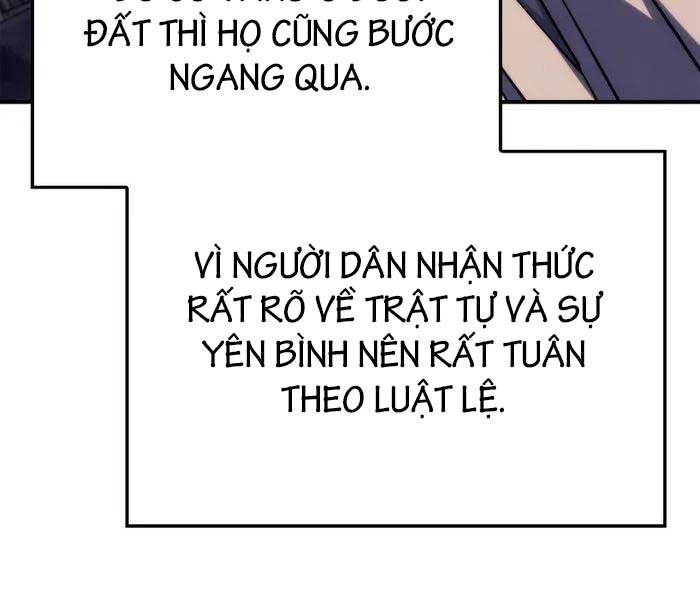 ĐẤT THÌ HỌ CŨNG BƯỚC
NGANG QUA.
VÌ NGƯỜI DÂN NHẬN THỨC
RẤT RÕ VỀ TRẬT TỰ VÀ SỰ
YÊN BÌNH NÊN RẤT TUÂN
THEO LUẬT LỆ.